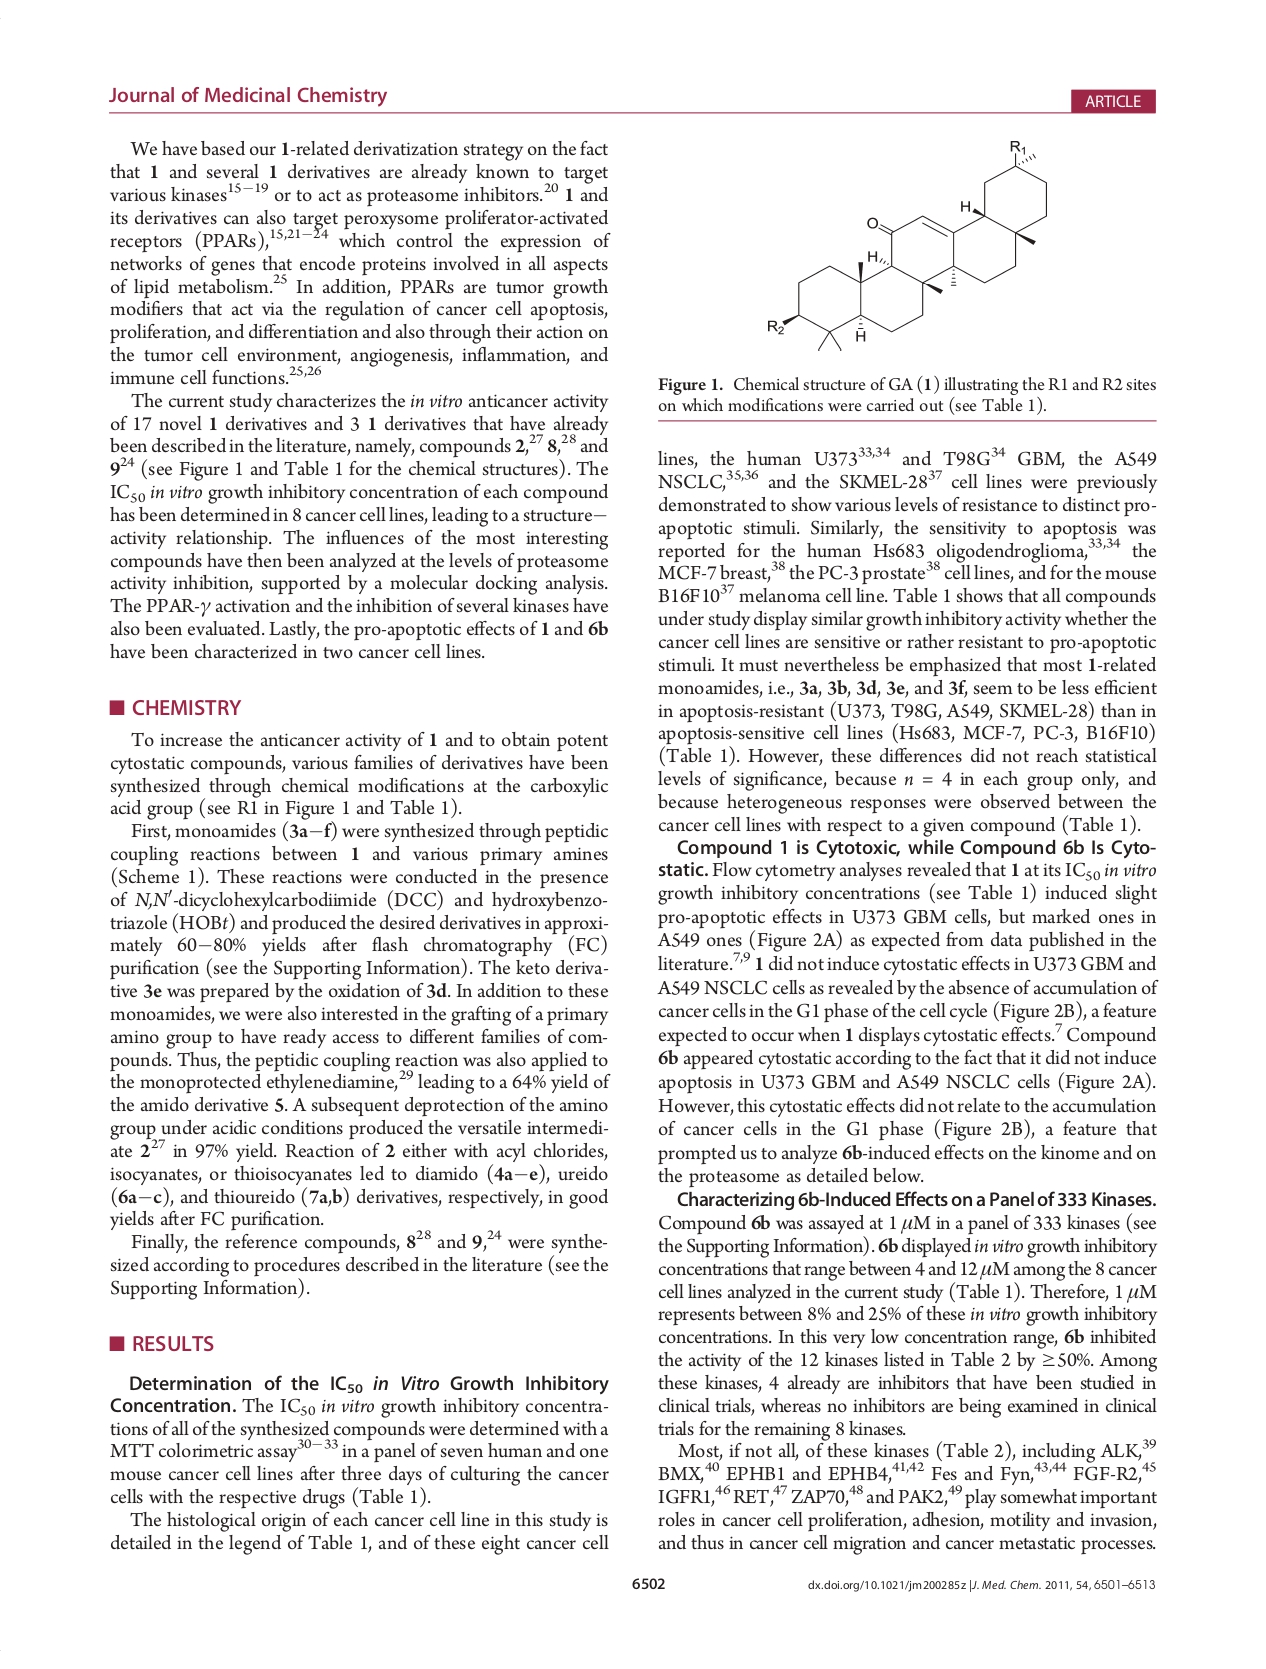 Journal of Medicinal Chemistry
ARTICLE
We have based our 1-related derivatization strategy on the fact
that 1 and several 1 derivatives are already known to target
various kinases15−19 or to act as proteasome inhibitors.20 1 and
its derivatives can also target peroxysome proliferator-activated
receptors (PPARs),15,21−24 which control the expression of
networks of genes that encode proteins involved in all aspects
of lipid metabolism.25 In addition, PPARs are tumor growth
modifiers that act via the regulation of cancer cell apoptosis,
proliferation, and differentiation and also through their action on
the tumor cell environment, angiogenesis, inflammation, and
immune cell functions.25,26
The current study characterizes the in vitro anticancer activity
of 17 novel 1 derivatives and 3 1 derivatives that have already
been described in the literature, namely, compounds 2,27 8,28 and
924 (see Figure 1 and Table 1 for the chemical structures). The
IC50 in vitro growth inhibitory concentration of each compound
has been determined in 8 cancer cell lines, leading to a structure−
activity relationship. The influences of the most interesting
compounds have then been analyzed at the levels of proteasome
activity inhibition, supported by a molecular docking analysis.
The PPAR-γ activation and the inhibition of several kinases have
also been evaluated. Lastly, the pro-apoptotic effects of 1 and 6b
have been characterized in two cancer cell lines.
■ CHEMISTRY
To increase the anticancer activity of 1 and to obtain potent
cytostatic compounds, various families of derivatives have been
synthesized through chemical modifications at the carboxylic
acid group (see R1 in Figure 1 and Table 1).
First, monoamides (3a−f) were synthesized through peptidic
coupling reactions between 1 and various primary amines
(Scheme 1). These reactions were conducted in the presence
of N,N′-dicyclohexylcarbodiimide (DCC) and hydroxybenzo-
triazole (HOBt) and produced the desired derivatives in approxi-
mately 60−80% yields after flash chromatography (FC)
purification (see the Supporting Information). The keto deriva-
tive 3e was prepared by the oxidation of 3d. In addition to these
monoamides, we were also interested in the grafting of a primary
amino group to have ready access to different families of com-
pounds. Thus, the peptidic coupling reaction was also applied to
the monoprotected ethylenediamine,29 leading to a 64% yield of
the amido derivative 5. A subsequent deprotection of the amino
group under acidic conditions produced the versatile intermedi-
ate 227 in 97% yield. Reaction of 2 either with acyl chlorides,
isocyanates, or thioisocyanates led to diamido (4a−e), ureido
(6a−c), and thioureido (7a,b) derivatives, respectively, in good
yields after FC purification.
Finally, the reference compounds, 828 and 9,24 were synthe-
sized according to procedures described in the literature (see the
Supporting Information).
■ RESULTS
Determination of the IC50 in Vitro Growth Inhibitory
Concentration. The IC50 in vitro growth inhibitory concentra-
tions of all of the synthesized compounds were determined with a
MTT colorimetric assay30−33 in a panel of seven human and one
mouse cancer cell lines after three days of culturing the cancer
cells with the respective drugs (Table 1).
The histological origin of each cancer cell line in this study is
detailed in the legend of Table 1, and of these eight cancer cell
R1
H
O
H
R2
H
Figure 1. Chemical structure of GA (1) illustrating the R1 and R2 sites
on which modifications were carried out (see Table 1).
lines, the human U37333,34 and T98G34 GBM, the A549
NSCLC,35,36 and the SKMEL-2837 cell lines were previously
demonstrated to show various levels of resistance to distinct pro-
apoptotic stimuli. Similarly, the sensitivity to apoptosis was
reported for the human Hs683 oligodendroglioma,33,34 the
MCF-7 breast,38 the PC-3 prostate38 cell lines, and for the mouse
B16F1037 melanoma cell line. Table 1 shows that all compounds
under study display similar growth inhibitory activity whether the
cancer cell lines are sensitive or rather resistant to pro-apoptotic
stimuli. It must nevertheless be emphasized that most 1-related
monoamides, i.e., 3a, 3b, 3d, 3e, and 3f, seem to be less efficient
in apoptosis-resistant (U373, T98G, A549, SKMEL-28) than in
apoptosis-sensitive cell lines (Hs683, MCF-7, PC-3, B16F10)
(Table 1). However, these differences did not reach statistical
levels of significance, because n = 4 in each group only, and
because heterogeneous responses were observed between the
cancer cell lines with respect to a given compound (Table 1).
Compound 1 is Cytotoxic, while Compound 6b Is Cyto-
static. Flow cytometry analyses revealed that 1 at its IC50 in vitro
growth inhibitory concentrations (see Table 1) induced slight
pro-apoptotic effects in U373 GBM cells, but marked ones in
A549 ones (Figure 2A) as expected from data published in the
literature.7,9 1 did not induce cytostatic effects in U373 GBM and
A549 NSCLC cells as revealed by the absence of accumulation of
cancer cells in the G1 phase of the cell cycle (Figure 2B), a feature
expected to occur when 1 displays cytostatic effects.7 Compound
6b appeared cytostatic according to the fact that it did not induce
apoptosis in U373 GBM and A549 NSCLC cells (Figure 2A).
However, this cytostatic effects did not relate to the accumulation
of cancer cells in the G1 phase (Figure 2B), a feature that
prompted us to analyze 6b-induced effects on the kinome and on
the proteasome as detailed below.
Characterizing 6b-Induced Effects on a Panel of 333 Kinases.
Compound 6b was assayed at 1 μM in a panel of 333 kinases (see
the Supporting Information). 6b displayed in vitro growth inhibitory
concentrations that range between 4 and 12 μM among the 8 cancer
cell lines analyzed in the current study (Table 1). Therefore, 1 μM
represents between 8% and 25% of these in vitro growth inhibitory
concentrations. In this very low concentration range, 6b inhibited
the activity of the 12 kinases listed in Table 2 by ≥50%. Among
these kinases, 4 already are inhibitors that have been studied in
clinical trials, whereas no inhibitors are being examined in clinical
trials for the remaining 8 kinases.
Most, if not all, of these kinases (Table 2), including ALK,39
BMX,40 EPHB1 and EPHB4,41,42 Fes and Fyn,43,44 FGF-R2,45
IGFR1,46 RET,47 ZAP70,48 and PAK2,49 play somewhat important
roles in cancer cell proliferation, adhesion, motility and invasion,
and thus in cancer cell migration and cancer metastatic processes.
6502
dx.doi.org/10.1021/jm200285z |J. Med. Chem. 2011, 54, 6501–6513